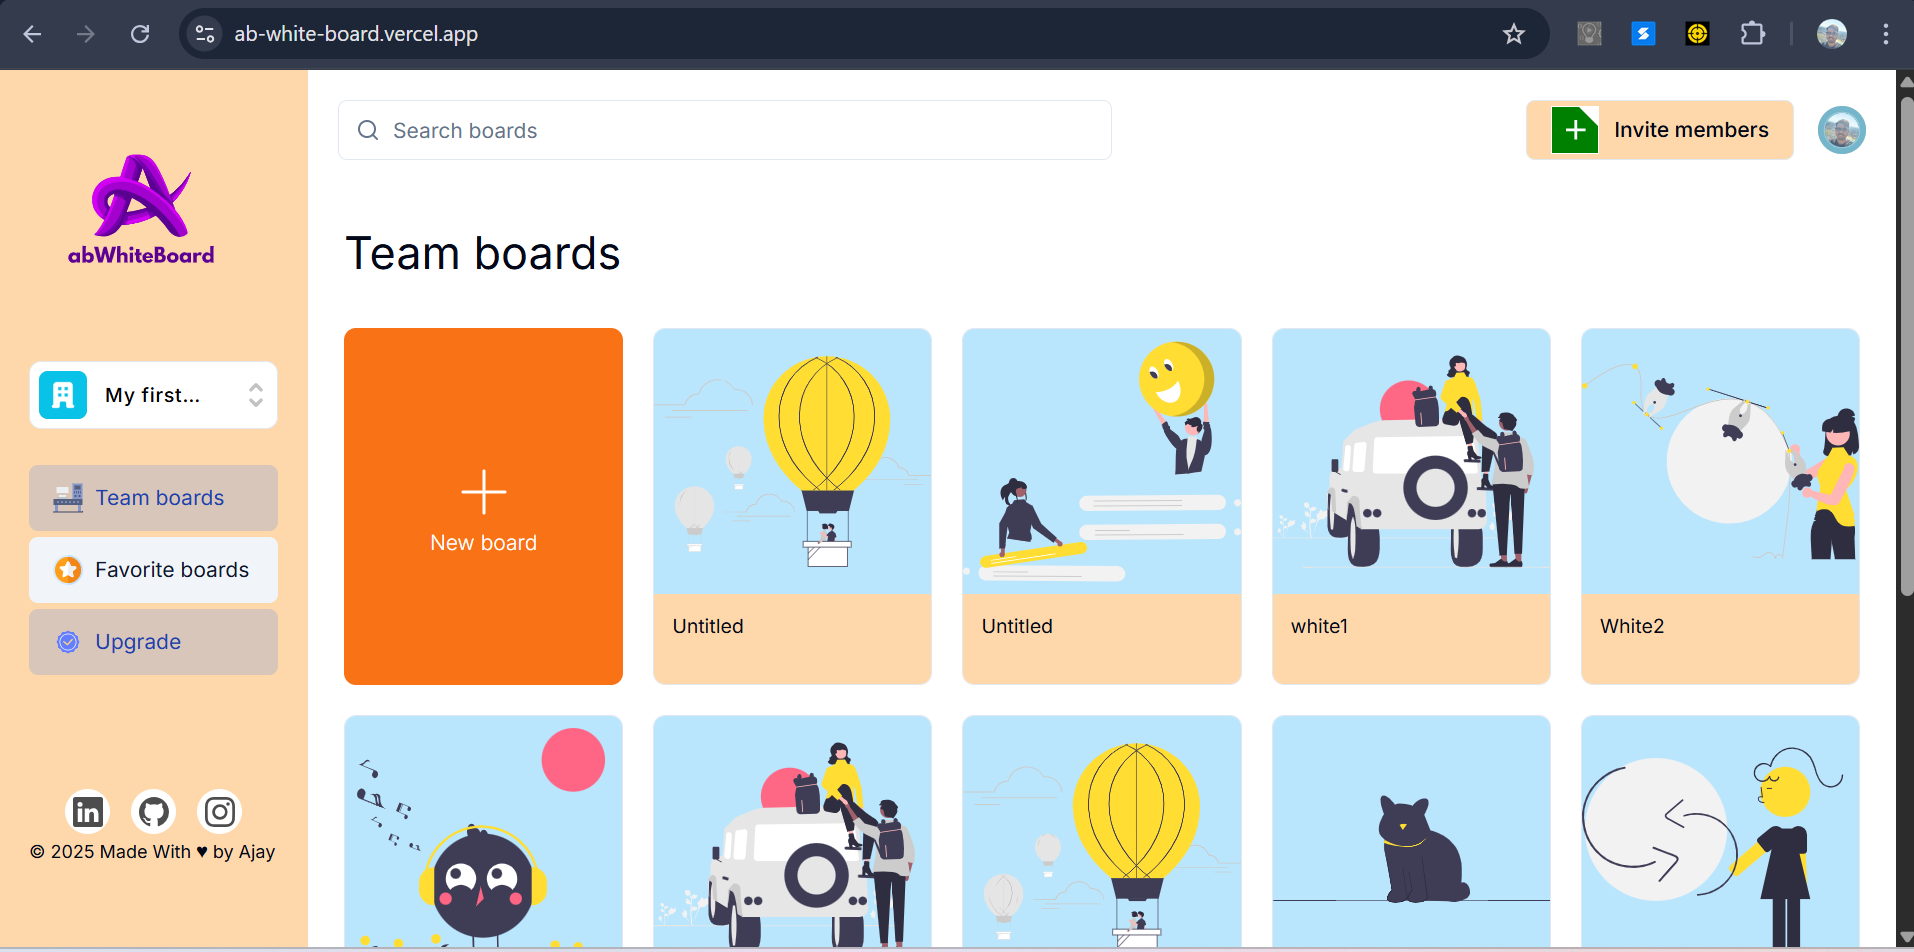 ab-white-board.vercel.app
abWhiteBoard
My first...
Team boards
Favorite boards
Upgrade
© 2025 Made With ♥ by Ajay
Search boards
Invite members
Team boards
New board
Untitled
Untitled
white1
White2